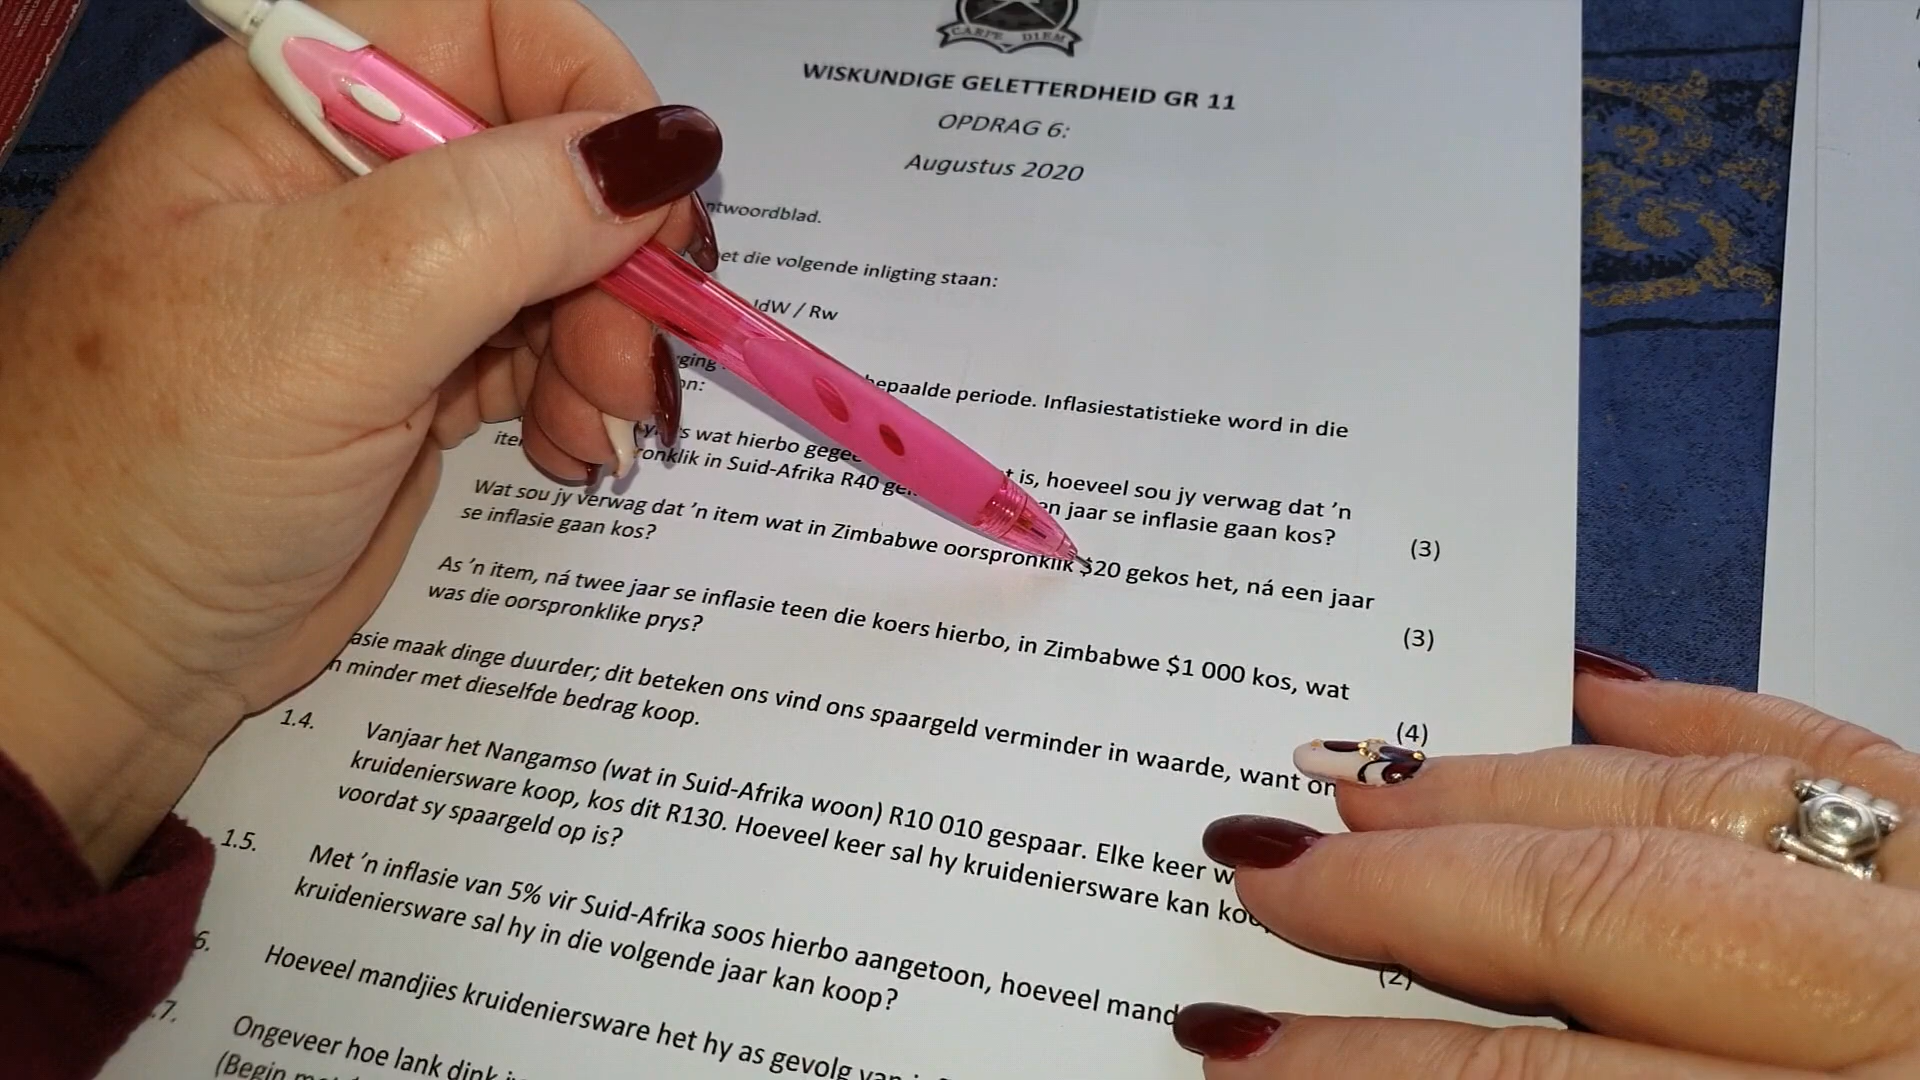 CARPE DIEM
WISKUNDIGE GELETTERDHEID GR 11
OPDRAG 6:
Augustus 2020
ntwoordblad.
et die volgende inligting staan:
ldW / Rw
ging bepaalde periode. Inflasiestatistieke word in die
on:
s wat hierbo gegee t is, hoeveel sou jy verwag dat 'n
ite ronklik in Suid-Afrika R40 ge en jaar se inflasie gaan kos?
(3)
Wat sou jy verwag dat 'n item wat in Zimbabwe oorspronklik $20 gekos het, ná een jaar
se inflasie gaan kos?
(3)
As 'n item, ná twee jaar se inflasie teen die koers hierbo, in Zimbabwe $1 000 kos, wat
was die oorspronklike prys?
(4)
asie maak dinge duurder; dit beteken ons vind ons spaargeld verminder in waarde, want on
n minder met dieselfde bedrag koop.
1.4. Vanjaar het Nangamso (wat in Suid-Afrika woon) R10 010 gespaar. Elke keer w
kruideniersware koop, kos dit R130. Hoeveel keer sal hy kruideniersware kan koo
voordat sy spaargeld op is?
(2)
1.5. Met 'n inflasie van 5% vir Suid-Afrika soos hierbo aangetoon, hoeveel mand
kruideniersware sal hy in die volgende jaar kan koop?
6. Hoeveel mandjies kruideniersware het hy as gevolg van
.7. Ongeveer hoe lank dink
(Begin